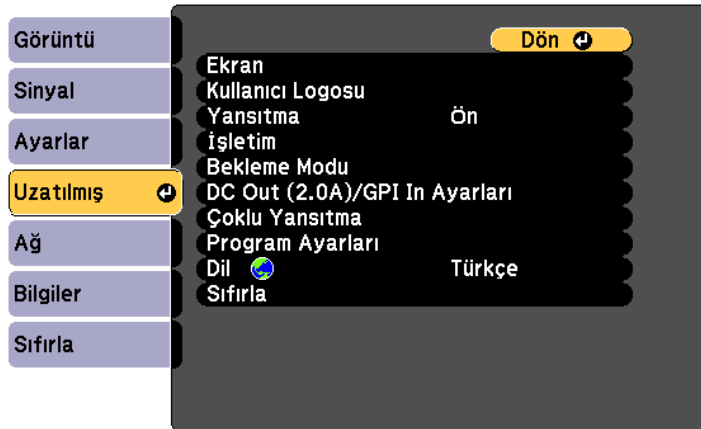 Görüntü
Sinyal
Ayarlar
Uzatılmış
Ağ
Bilgiler
Sıfırla
Dön
Ekran
Kullanıcı Logosu
Yansıtma Ön
İşletim
Bekleme Modu
DC Out (2.0A)/GPI In Ayarları
Çoklu Yansıtma
Program Ayarları
Dil Türkçe
Sıfırla